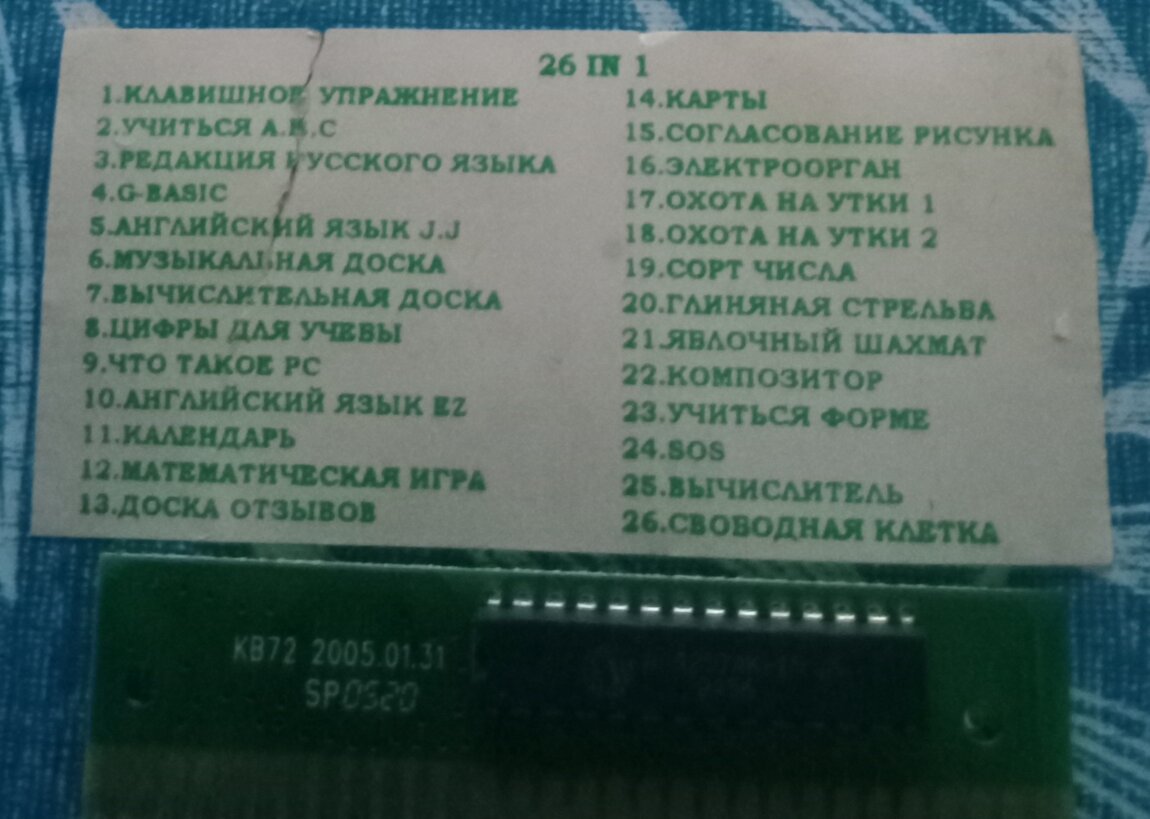 26 IN 1
1.КЛАВИШНОЕ УПРАЖНЕНИЕ
2.УЧИТЬСЯ A.B.C
3.РЕДАКЦИЯ РУССКОГО ЯЗЫКА
4.G-BASIC
5.АНГЛИЙСКИЙ ЯЗЫК J.J
6.МУЗЫКАЛЬНАЯ ДОСКА
7.ВЫЧИСЛИТЕЛЬНАЯ ДОСКА
8.ЦИФРЫ ДЛЯ УЧЕВЫ
9.ЧТО ТАКОЕ PC
10.АНГЛИЙСКИЙ ЯЗЫК EZ
11.КАЛЕНДАРЬ
12.МАТЕМАТИЧЕСКАЯ ИГРА
13.ДОСКА ОТЗЫВОВ
14.КАРТЫ
15.СОГЛАСОВАНИЕ РИСУНКА
16.ЭЛЕКТРООРГАН
17.ОХОТА НА УТКИ 1
18.ОХОТА НА УТКИ 2
19.СОРТ ЧИСЛА
20.ГЛИНЯНАЯ СТРЕЛЬВА
21.ЯВЛОЧНЫЙ ШАХМАТ
22.КОМПОЗИТОР
23.УЧИТЬСЯ ФОРМЕ
24.SOS
25.ВЫЧИСЛИТЕЛЬ
26.СВОВОДНАЯ КЛЕТКА
KB72 2005.01.31
SP0520